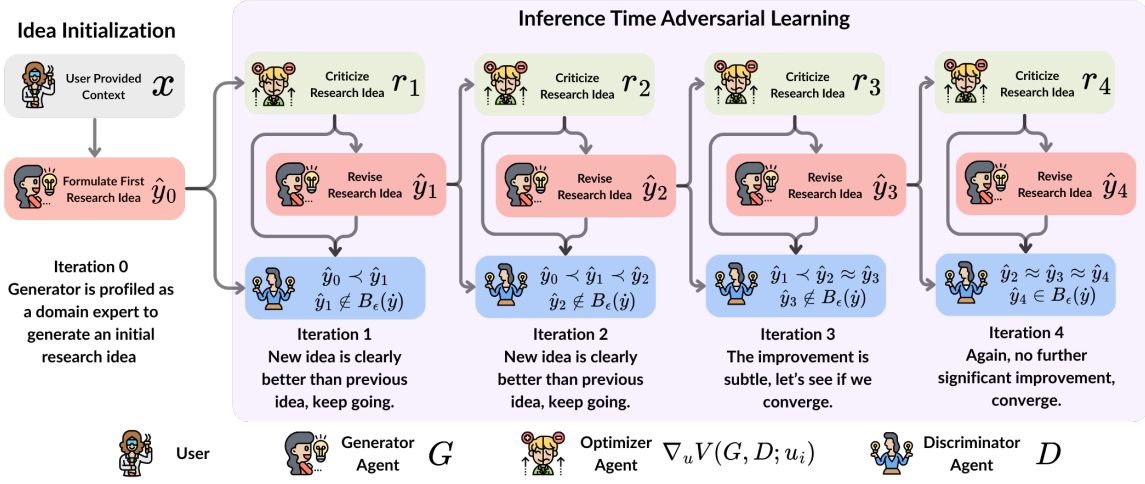 Idea Initialization
User Provided
Context x
Formulate First
Research Idea ŷ₀
Iteration 0
Generator is profiled as
a domain expert to
generate an initial
research idea
Inference Time Adversarial Learning
Criticize
Research Idea r₁
Revise
Research Idea ŷ₁
ŷ₀ ≺ ŷ₁
ŷ₁ ∉ B_ϵ(ẏ)
Iteration 1
New idea is clearly
better than previous
idea, keep going.
Criticize
Research Idea r₂
Revise
Research Idea ŷ₂
ŷ₀ ≺ ŷ₁ ≺ ŷ₂
ŷ₂ ∉ B_ϵ(ẏ)
Iteration 2
New idea is clearly
better than previous
idea, keep going.
Criticize
Research Idea r₃
Revise
Research Idea ŷ₃
ŷ₁ ≺ ŷ₂ ≈ ŷ₃
ŷ₃ ∉ B_ϵ(ẏ)
Iteration 3
The improvement is
subtle, let's see if we
converge.
Criticize
Research Idea r₄
Revise
Research Idea ŷ₄
ŷ₂ ≈ ŷ₃ ≈ ŷ₄
ŷ₄ ∈ B_ϵ(ẏ)
Iteration 4
Again, no further
significant improvement,
converge.
User
Generator
Agent G
Optimizer
Agent ∇ᵤV(G, D; uᵢ)
Discriminator
Agent D